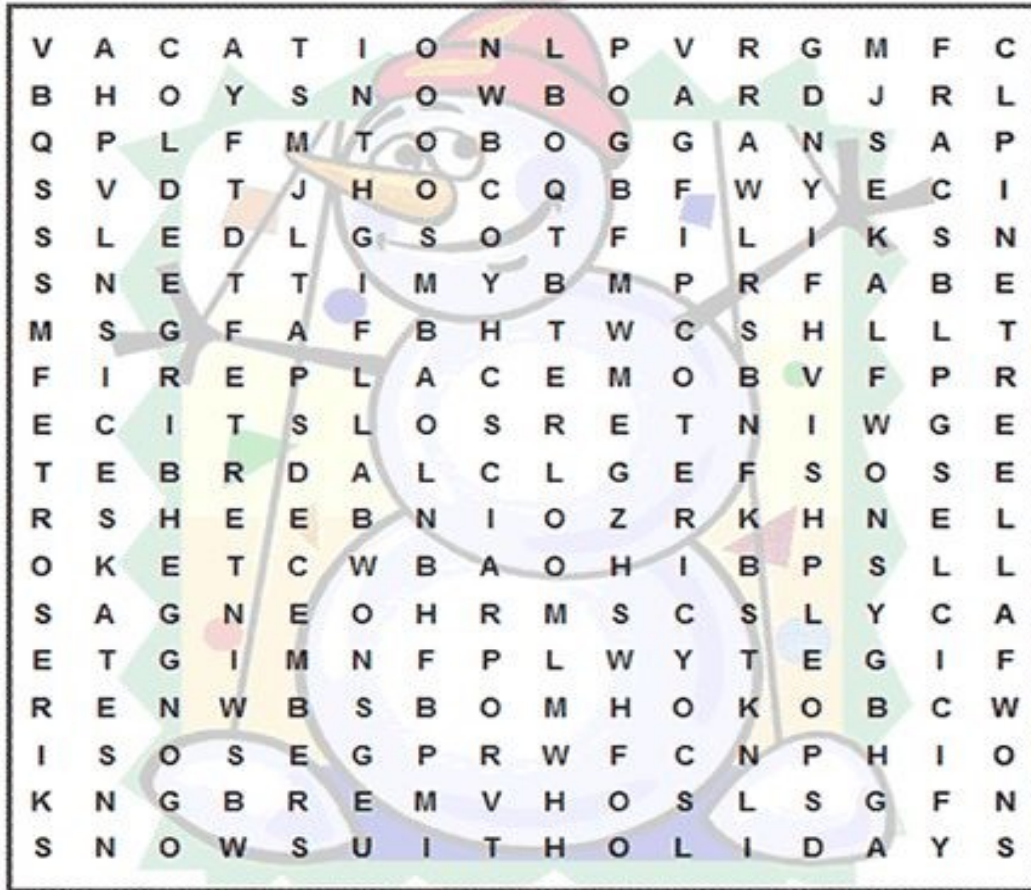 V A C A T I O N L P V R G M F C
B H O Y S N O W B O A R D J R L
Q P L F M T O B O G G A N S A P
S V D T J H O C Q B F W Y E C I
S L E D L G S O T F I L I K S N
S N E T T I M Y B M P R F A B E
M S G F A F B H T W C S H L L T
F I R E P L A C E M O B V F P R
E C I T S L O S R E T N I W G E
T E B R D A L C L G E F S O S E
R S H E E B N I O Z R K H N E L
O K E T C W B A O H I B P S L L
S A G N E O H R M S C S L Y C A
E T G I M N F P L W Y T E G I F
R E N W B S B O M H O K O B C W
I S O S E G P R W F C N P H I O
K N G B R E M V H O S L S G F N
S N O W S U I T H O L I D A Y S